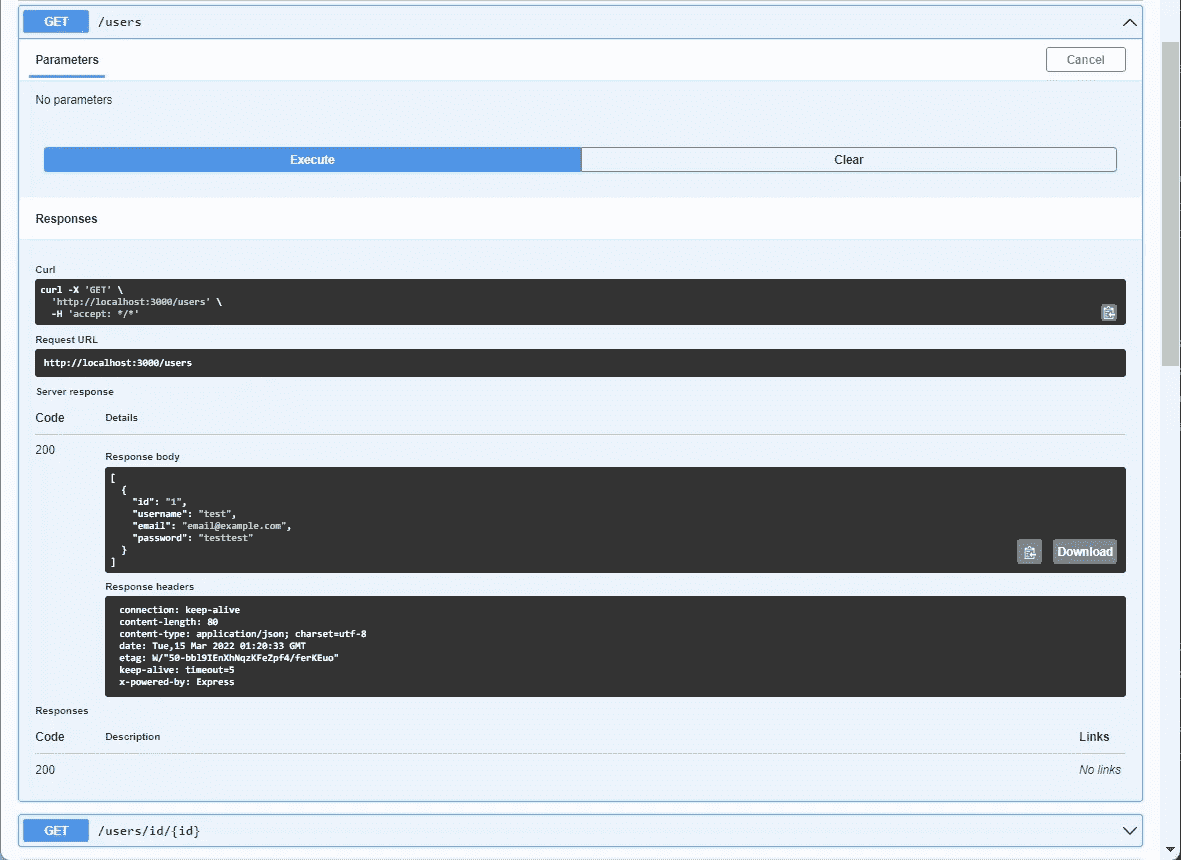 GET /users
Parameters
Cancel
No parameters
Execute
Clear
Responses
Curl
curl -X 'GET' \
'http://localhost:3000/users' \
-H 'accept: */*'
Request URL
http://localhost:3000/users
Server response
Code Details
200
Response body
[
{
"id": "1",
"username": "test",
"email": "email@example.com",
"password": "testtest"
}
]
Download
Response headers
connection: keep-alive
content-length: 80
content-type: application/json; charset=utf-8
date: Tue,15 Mar 2022 01:20:33 GMT
etag: W/"50-bbl9IEnXhNqzKFeZpf4/ferKEuo"
keep-alive: timeout=5
x-powered-by: Express
Responses
Code Description Links
200 No links
GET /users/id/{id}